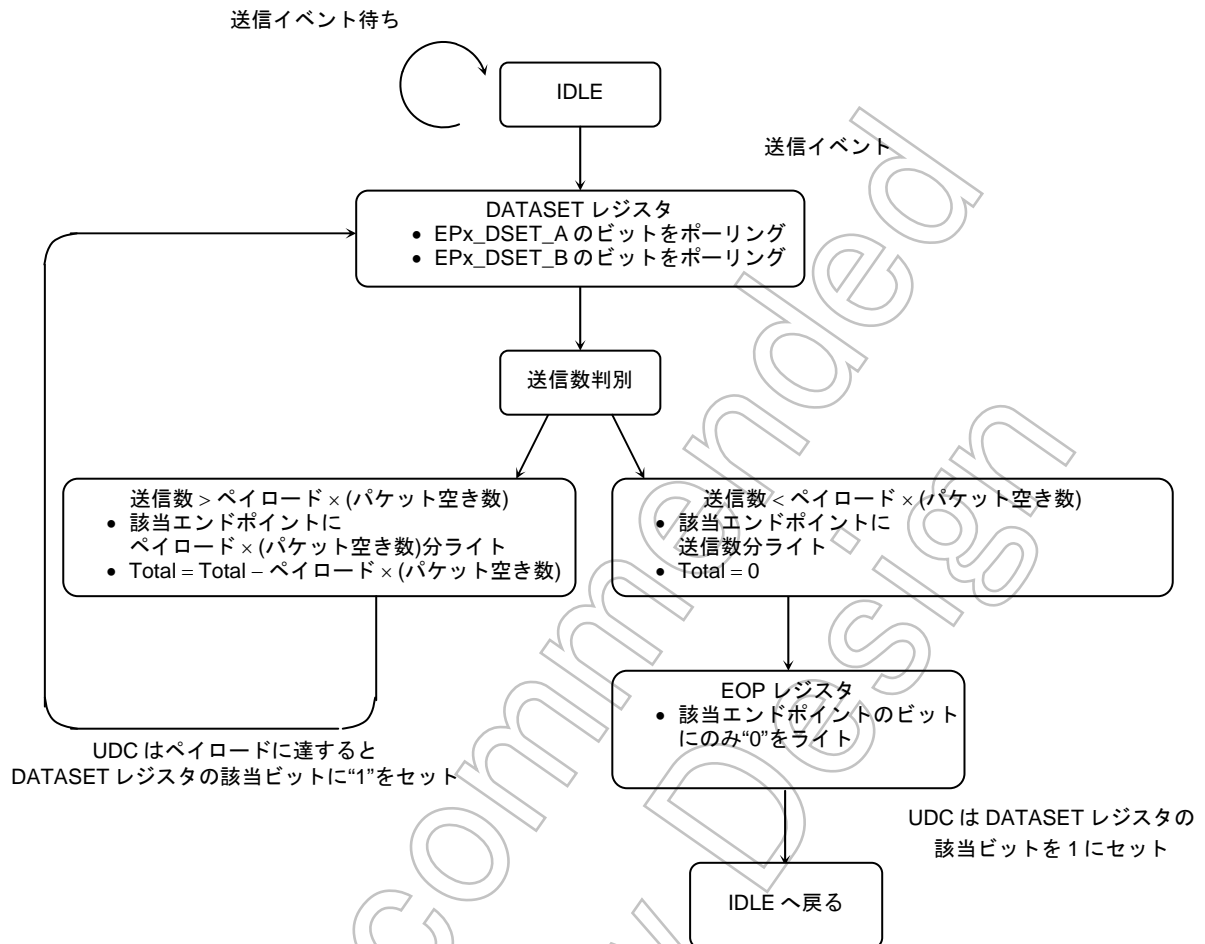 送信イベント待ち
IDLE
送信イベント
DATASET レジスタ
• EPx_DSET_A のビットをポーリング
• EPx_DSET_B のビットをポーリング
送信数判別
送信数 > ペイロード × (パケット空き数)
• 該当エンドポイントに
ペイロード × (パケット空き数)分ライト
• Total = Total − ペイロード × (パケット空き数)
送信数 < ペイロード × (パケット空き数)
• 該当エンドポイントに
送信数分ライト
• Total = 0
EOP レジスタ
• 該当エンドポイントのビット
にのみ“0”をライト
UDC はペイロードに達すると
DATASET レジスタの該当ビットに“1”をセット
UDC は DATASET レジスタの
該当ビットを 1 にセット
IDLE へ戻る
commended
Design